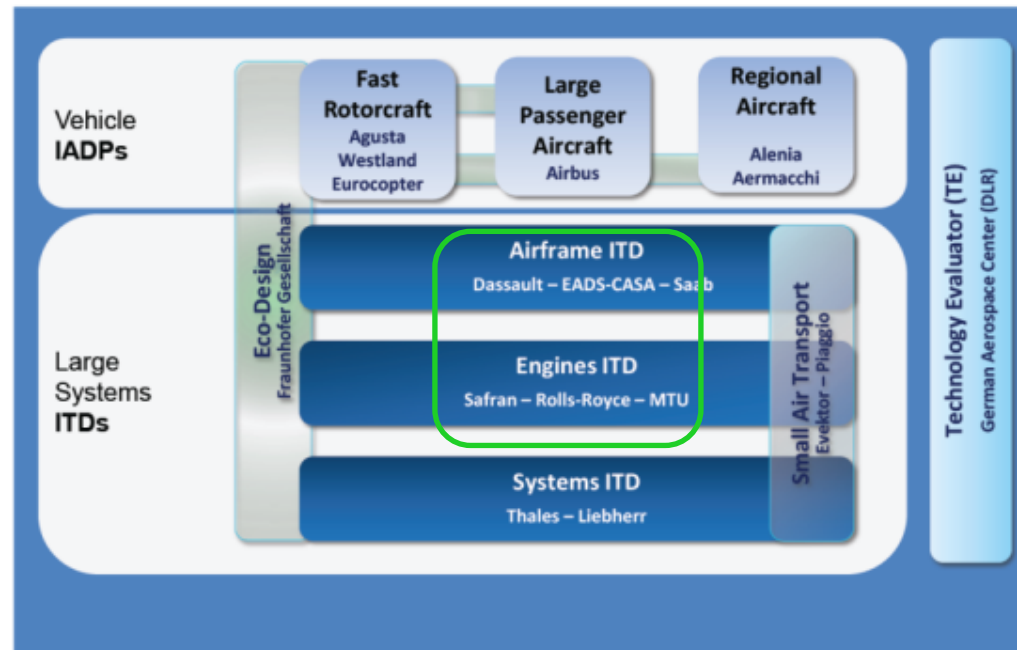 Vehicle
IADPs
Fast
Rotorcraft
Agusta
Westland
Eurocopter
Large
Passenger
Aircraft
Airbus
Regional
Aircraft
Alenia
Aermacchi
Large
Systems
ITDs
Eco-Design
Fraunhofer Gesellschaft
Airframe ITD
Dassault – EADS-CASA – Saab
Engines ITD
Safran – Rolls-Royce – MTU
Systems ITD
Thales – Liebherr
Small Air Transport
Evektor – Piaggio
Technology Evaluator (TE)
German Aerospace Center (DLR)